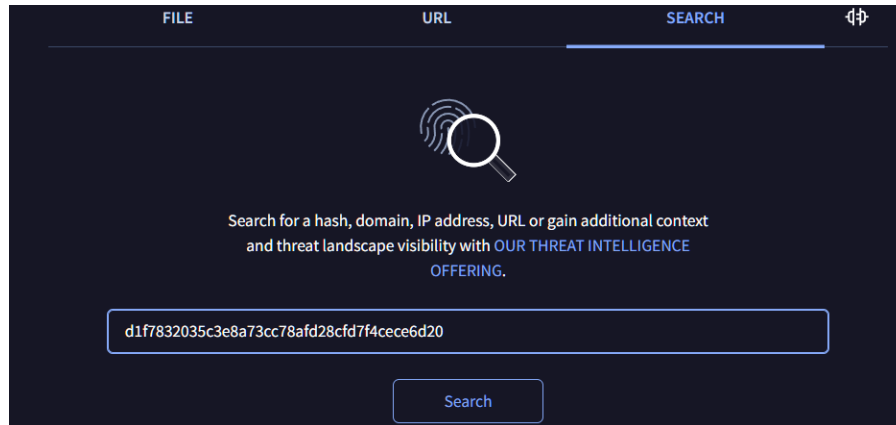 FILE
URL
SEARCH
Search for a hash, domain, IP address, URL or gain additional context
and threat landscape visibility with OUR THREAT INTELLIGENCE
OFFERING.
d1f7832035c3e8a73cc78afd28cfd7f4cece6d20
Search